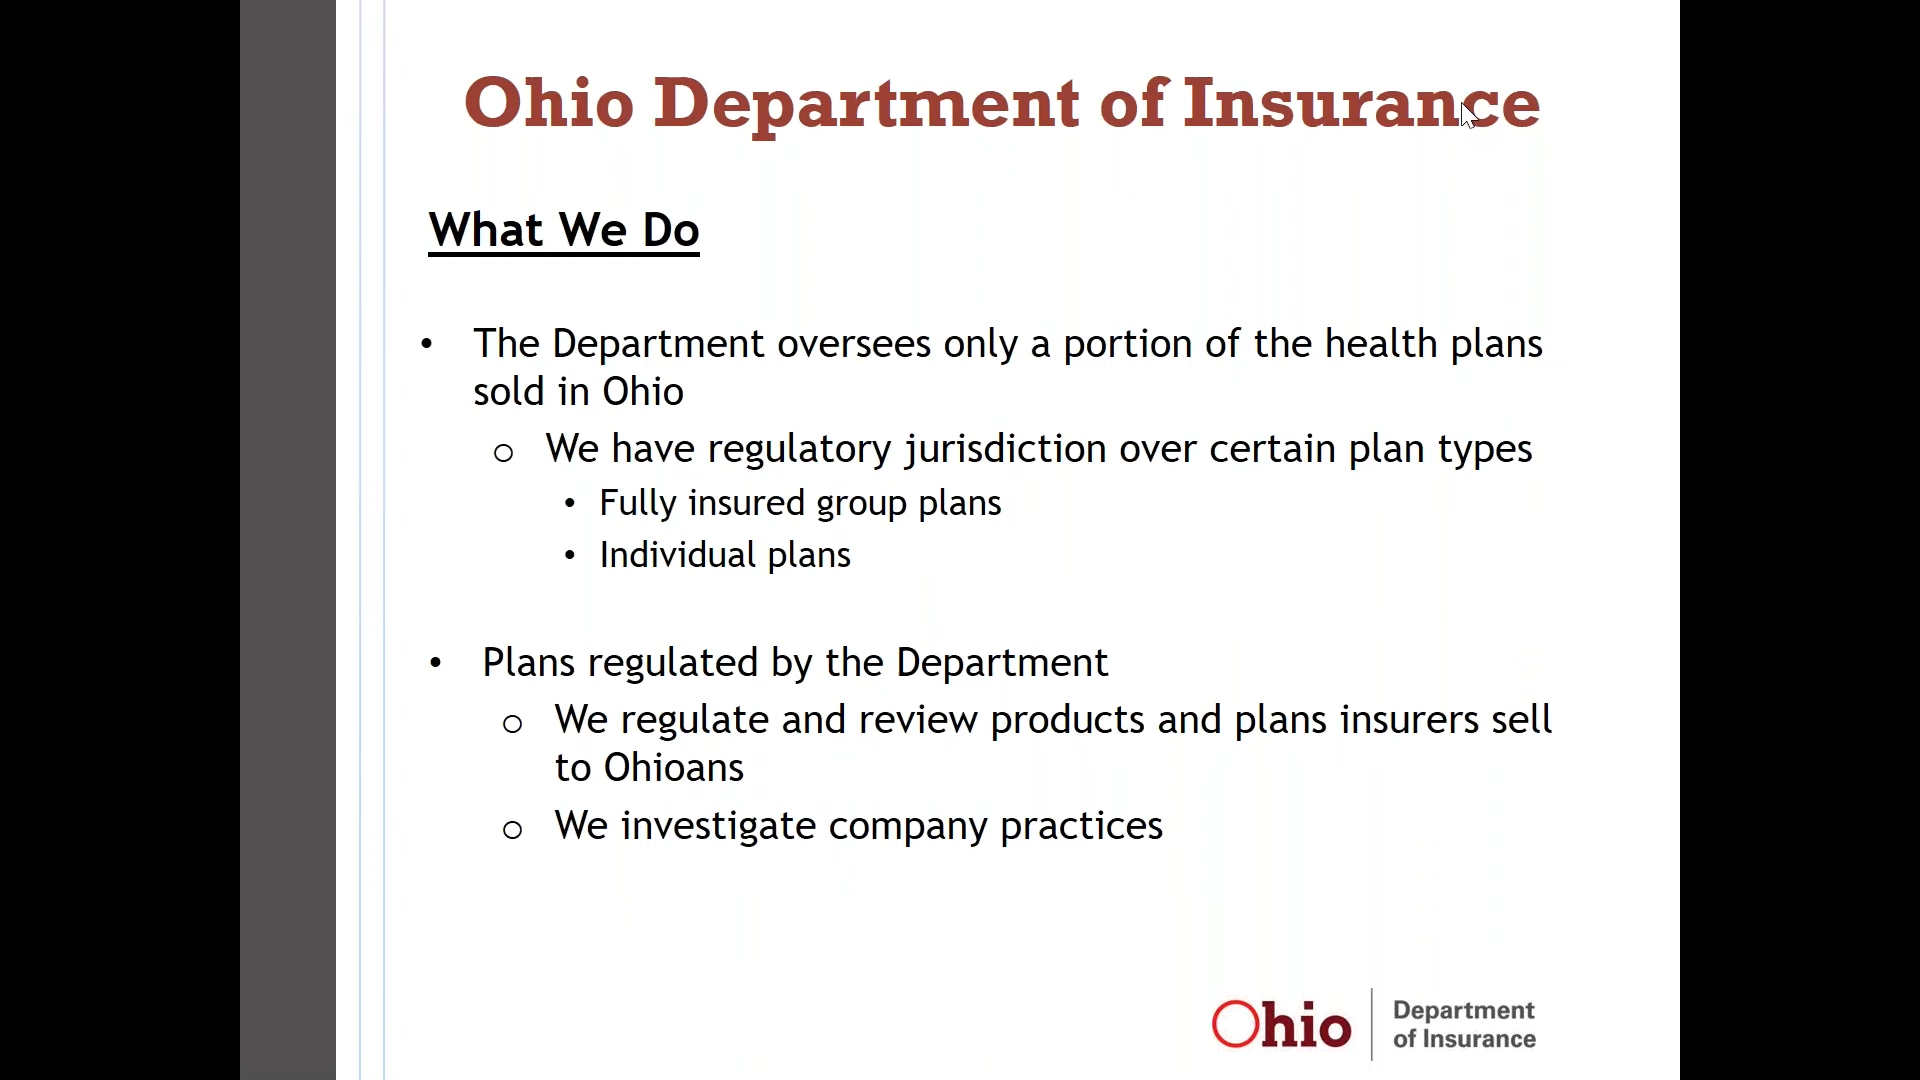 Ohio Department of Insurance
What We Do
• The Department oversees only a portion of the health plans
sold in Ohio
o We have regulatory jurisdiction over certain plan types
• Fully insured group plans
• Individual plans
• Plans regulated by the Department
o We regulate and review products and plans insurers sell
to Ohioans
o We investigate company practices
Ohio
Department
of Insurance